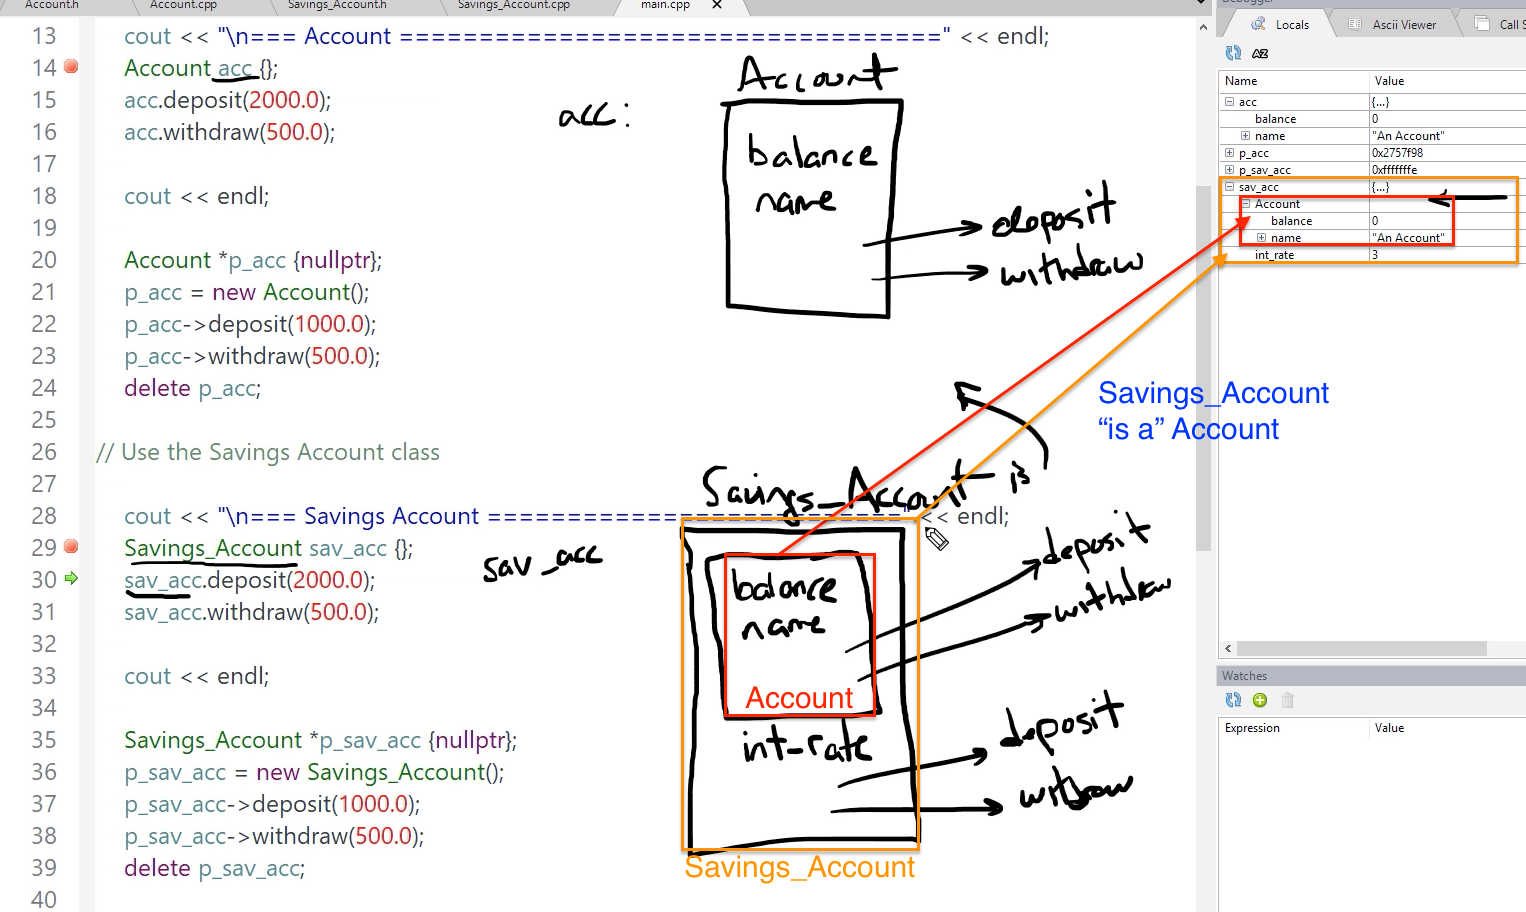 Account.h Account.cpp Savings_Account.h Savings_Account.cpp main.cpp ×
13 cout << "\n=== Account ==================================" << endl;
14 Account acc {};
15 acc.deposit(2000.0);
16 acc.withdraw(500.0);
17
18 cout << endl;
19
20 Account *p_acc {nullptr};
21 p_acc = new Account();
22 p_acc->deposit(1000.0);
23 p_acc->withdraw(500.0);
24 delete p_acc;
25
26 // Use the Savings Account class
27
28 cout << "\n=== Savings Account ==========================" << endl;
29 Savings_Account sav_acc {};
30 sav_acc.deposit(2000.0);
31 sav_acc.withdraw(500.0);
32
33 cout << endl;
34
35 Savings_Account *p_sav_acc {nullptr};
36 p_sav_acc = new Savings_Account();
37 p_sav_acc->deposit(1000.0);
38 p_sav_acc->withdraw(500.0);
39 delete p_sav_acc;
40
acc:
Account
balance
name
deposit
withdraw
Savings_Account is
sav_acc
balance
name
Account
int_rate
deposit
withdraw
deposit
withdraw
Savings_Account
Savings_Account
“is a” Account
Debugger
Locals Ascii Viewer Call S
Name Value
acc {...}
balance 0
name "An Account"
p_acc 0x2757f98
p_sav_acc 0xfffffffe
sav_acc {...}
Account
balance 0
name "An Account"
int_rate 3
Watches
Expression Value